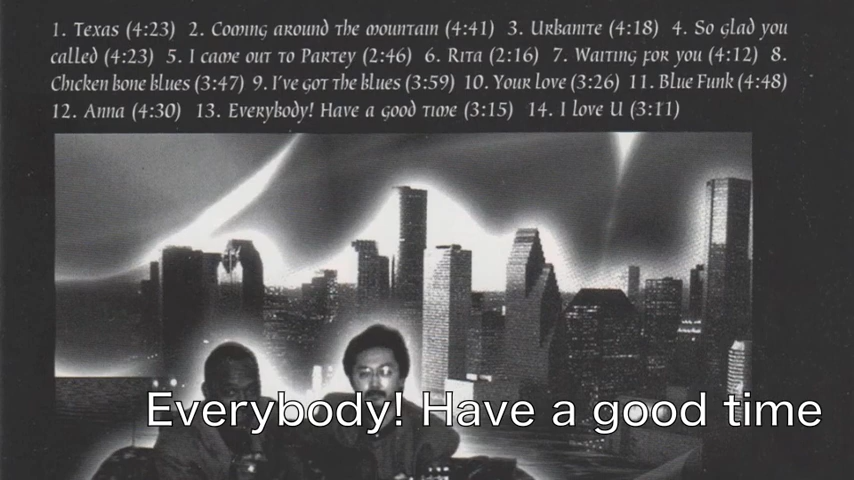 1. Texas (4:23) 2. Coming around the mountain (4:41) 3. Urbanite (4:18) 4. So glad you
called (4:23) 5. I came out to Partey (2:46) 6. Rita (2:16) 7. Waiting for you (4:12) 8.
Chicken bone blues (3:47) 9. I've got the blues (3:59) 10. Your love (3:26) 11. Blue Funk (4:48)
12. Anna (4:30) 13. Everybody! Have a good time (3:15) 14. I love U (3:11)
Everybody! Have a good time